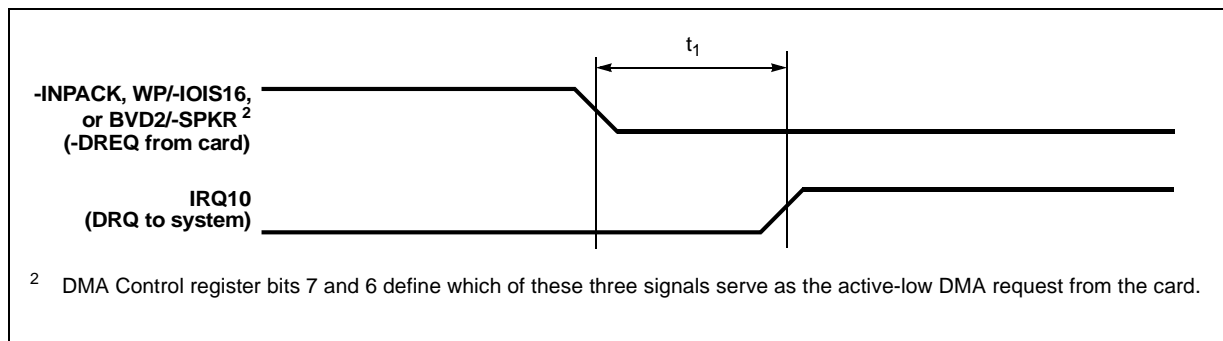 t1
-INPACK, WP/-IOIS16,
or BVD2/-SPKR 2
(-DREQ from card)
IRQ10
(DRQ to system)
2 DMA Control register bits 7 and 6 define which of these three signals serve as the active-low DMA request from the card.